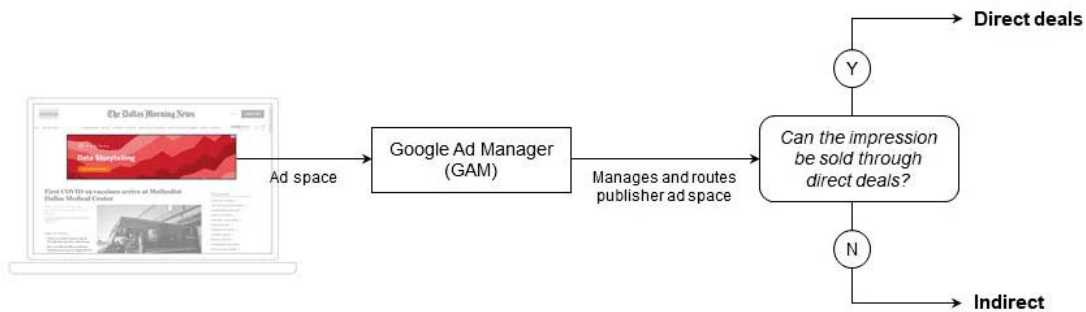 Direct deals
Y
The Dallas Morning News
Data Storytelling
Google Ad Manager
(GAM)
Can the impression
be sold through
direct deals?
Ad space
Manages and routes
publisher ad space
First COVID-19 vaccines arrive at Methodist
Dallas Medical Center
N
Indirect